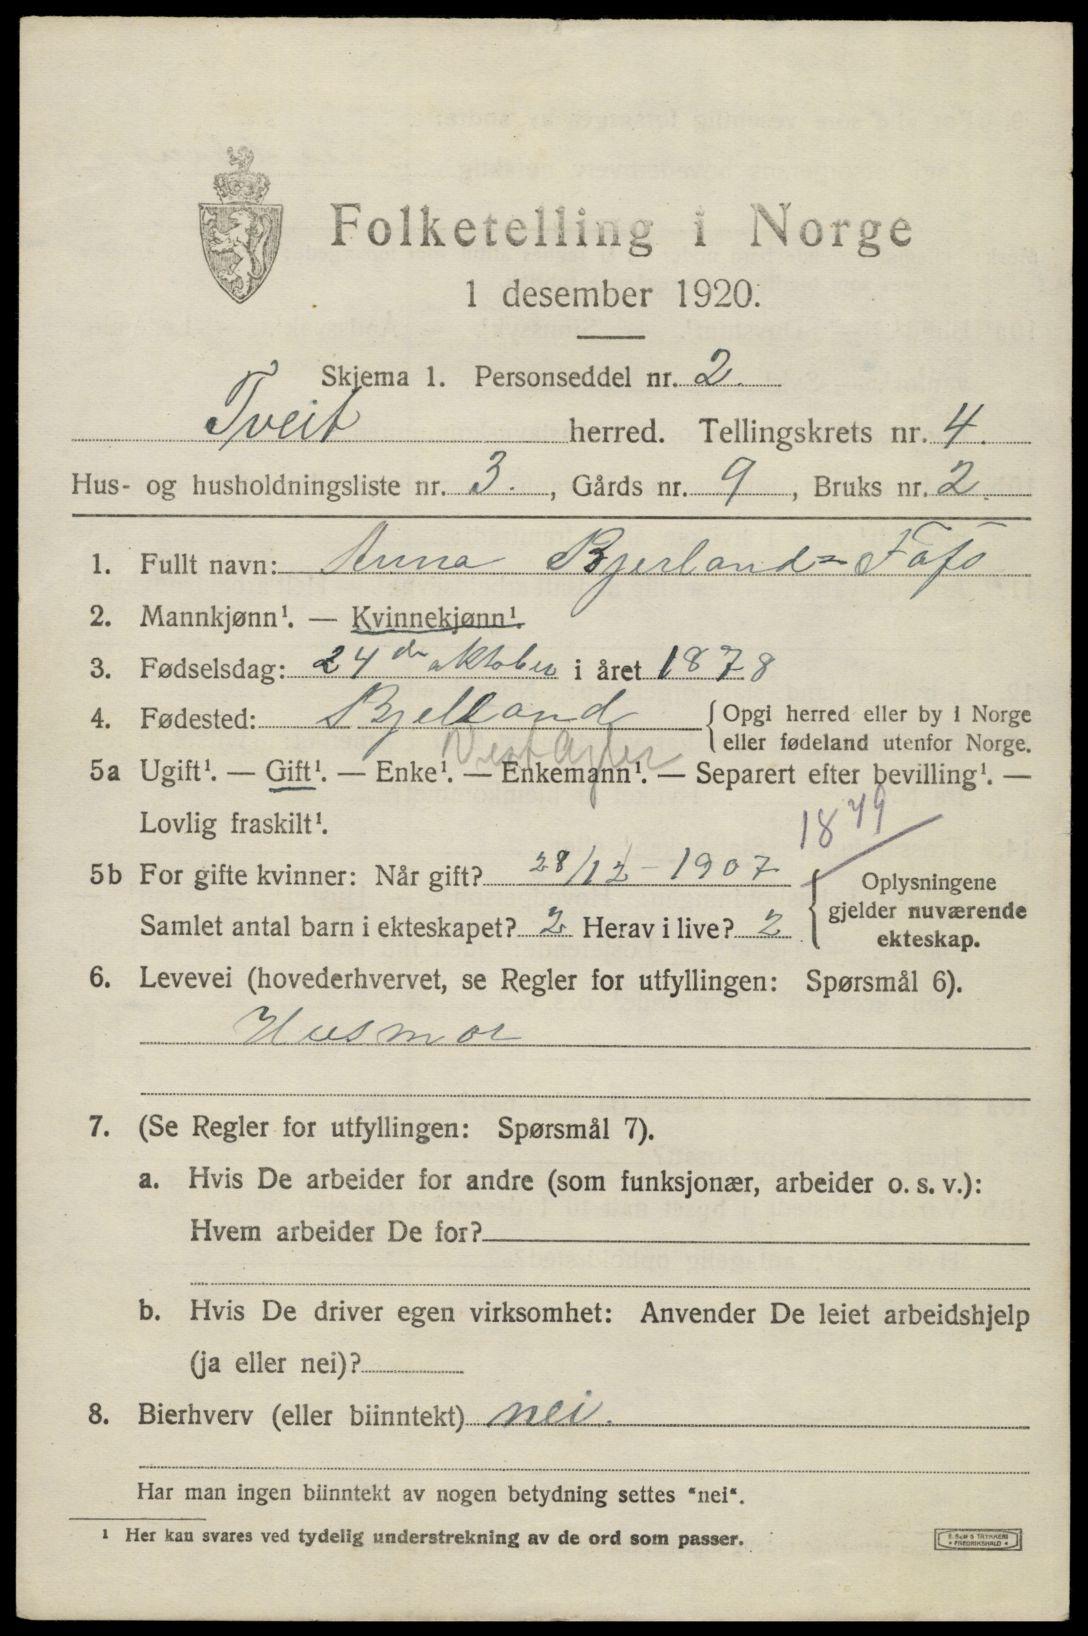 Folketelling i Norge
1 desember 1920.
Skjema 1. Personseddel nr. 2.
Tveit herred. Tellingskrets nr. 4.
Hus- og husholdningsliste nr. 3., Gårds nr. 9, Bruks nr. 2.
1. Fullt navn: Anna Bjerland=
2. Mannkjønn¹. — Kvinnekjønn¹.
3. Fødselsdag: 24de oktober i året 1878
4. Fødested: Bjelland {Opgi herred eller by i Norge
eller fødeland utenfor Norge.
Vest Agder
5a Ugift¹. — Gift¹. — Enke¹. — Enkemann¹. — Separert efter bevilling¹. —
Lovlig fraskilt¹.
1879
5b For gifte kvinner: Når gift? 28/12 - 1907 { Oplysningene
gjelder nuværende
Samlet antal barn i ekteskapet? 2 Herav i live? 2 ekteskap.
6. Levevei (hovederhvervet, se Regler for utfyllingen: Spørsmål 6).
Husmor
7. (Se Regler for utfyllingen: Spørsmål 7).
a. Hvis De arbeider for andre (som funksjonær, arbeider o. s. v.):
Hvem arbeider De for?
b. Hvis De driver egen virksomhet: Anvender De leiet arbeidshjelp
(ja eller nei)?
8. Bierhverv (eller biinntekt) nei.
Har man ingen biinntekt av nogen betydning settes "nei".
¹ Her kan svares ved tydelig understrekning av de ord som passer.
E. SEM'S TRYKKERI
FREDRIKSHALD